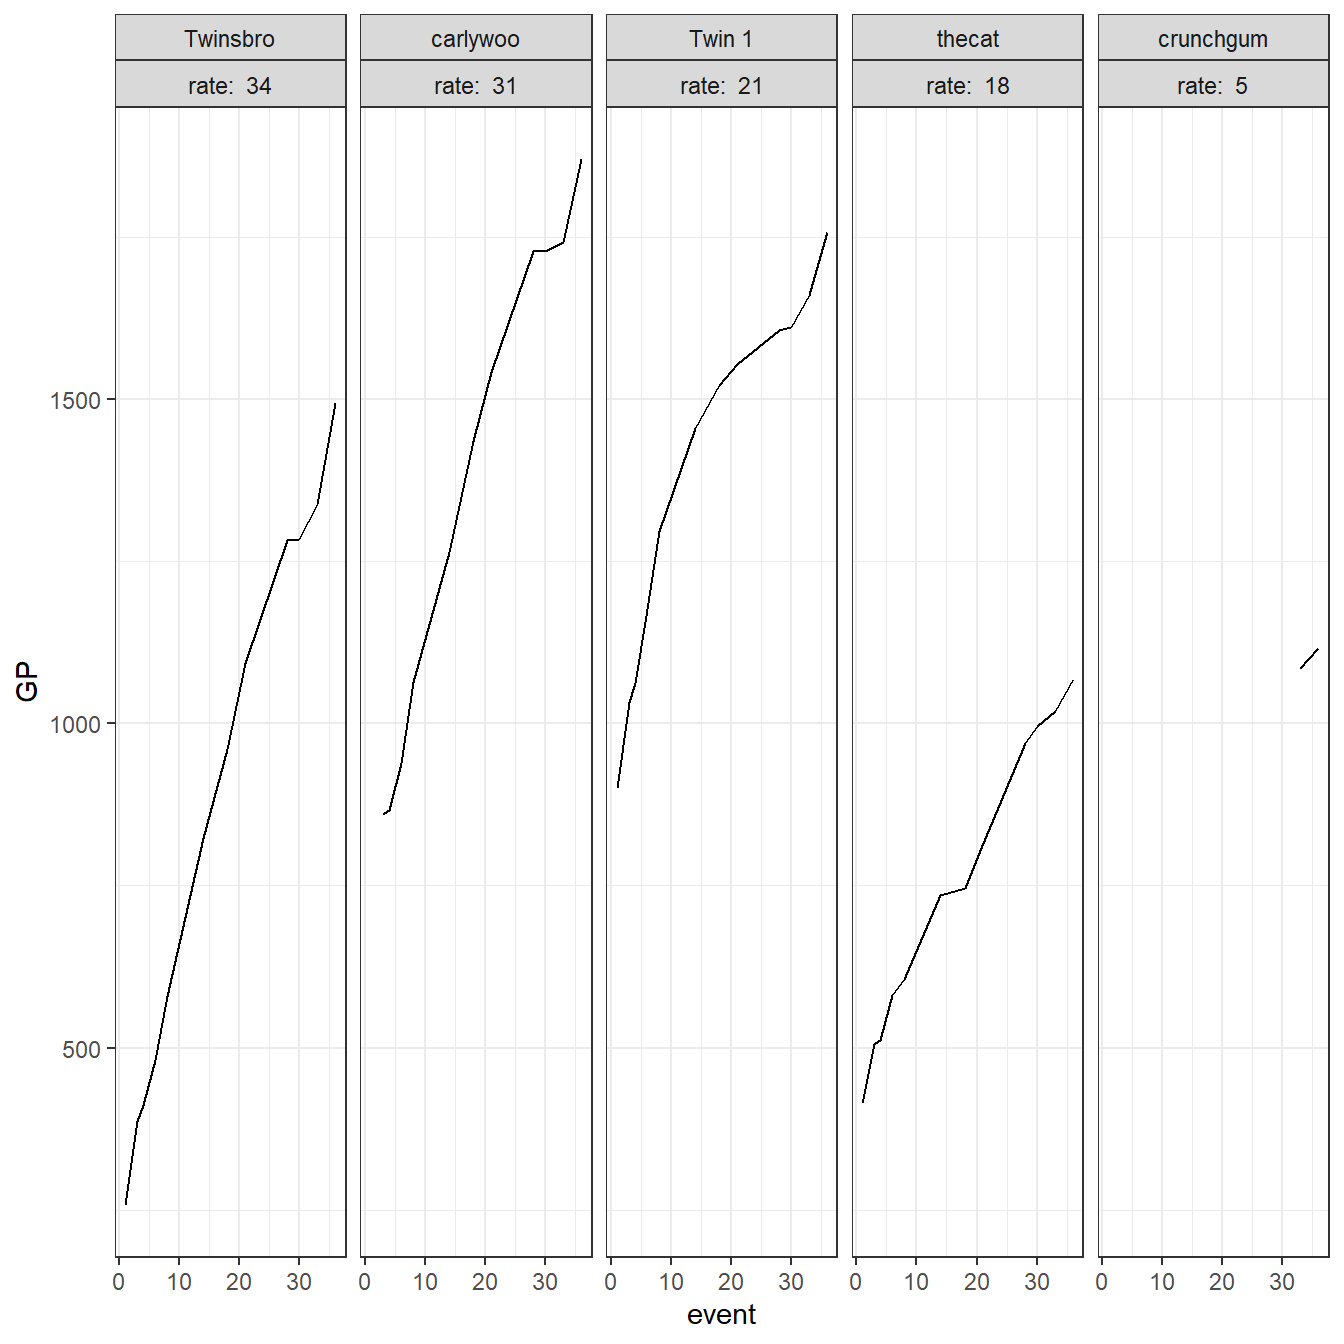 Twinsbro carlywoo Twin 1 thecat crunchgum
rate: 34 rate: 31 rate: 21 rate: 18 rate: 5
1500
1000
500
GP
0 10 20 30 0 10 20 30 0 10 20 30 0 10 20 30 0 10 20 30
event